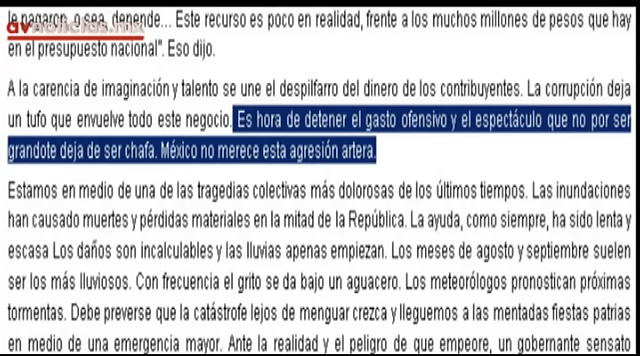 le pagaron, o sea, depende... Este recurso es poco en realidad, frente a los muchos millones de pesos que hay
avnoticias.mx
en el presupuesto nacional". Eso dijo.
A la carencia de imaginación y talento se une el despilfarro del dinero de los contribuyentes. La corrupción deja
un tufo que envuelve todo este negocio. Es hora de detener el gasto ofensivo y el espectáculo que no por ser
grandote deja de ser chafa. México no merece esta agresión artera.
Estamos en medio de una de las tragedias colectivas más dolorosas de los últimos tiempos. Las inundaciones
han causado muertes y pérdidas materiales en la mitad de la República. La ayuda, como siempre, ha sido lenta y
escasa Los daños son incalculables y las lluvias apenas empiezan. Los meses de agosto y septiembre suelen
ser los más lluviosos. Con frecuencia el grito se da bajo un aguacero. Los meteorólogos pronostican próximas
tormentas. Debe preverse que la catástrofe lejos de menguar crezca y lleguemos a las mentadas fiestas patrias
en medio de una emergencia mayor. Ante la realidad y el peligro de que empeore, un gobernante sensato